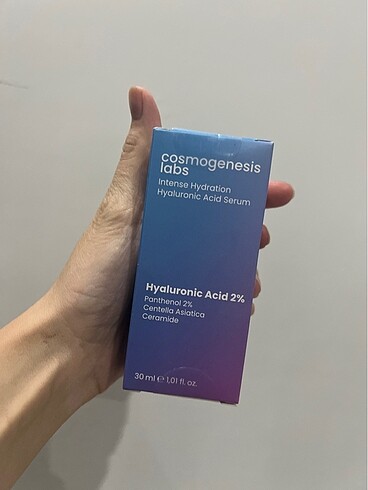 cosmogenesis
labs
Intense Hydration
Hyaluronic Acid Serum
Hyaluronic Acid 2%
Panthenol 2%
Centella Asiatica
Ceramide
30 ml ℮ 1,01 fl. oz.